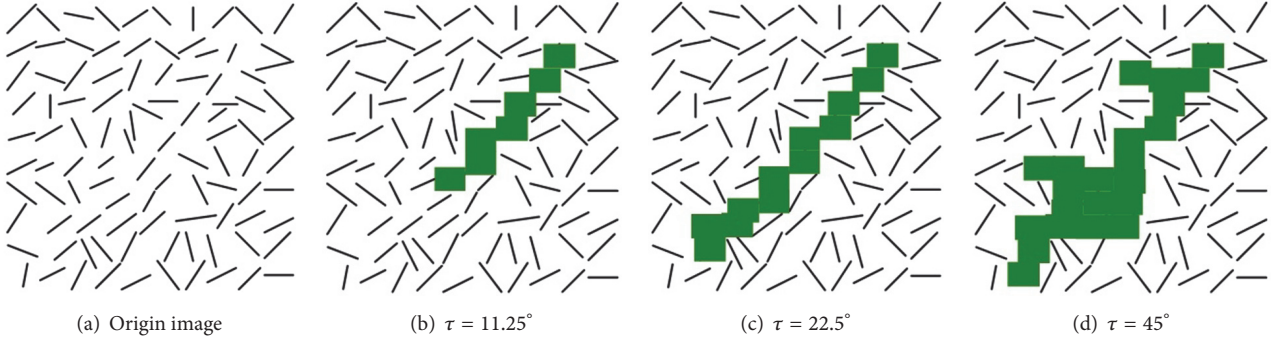 (a) Origin image
(b) τ = 11.25°
(c) τ = 22.5°
(d) τ = 45°